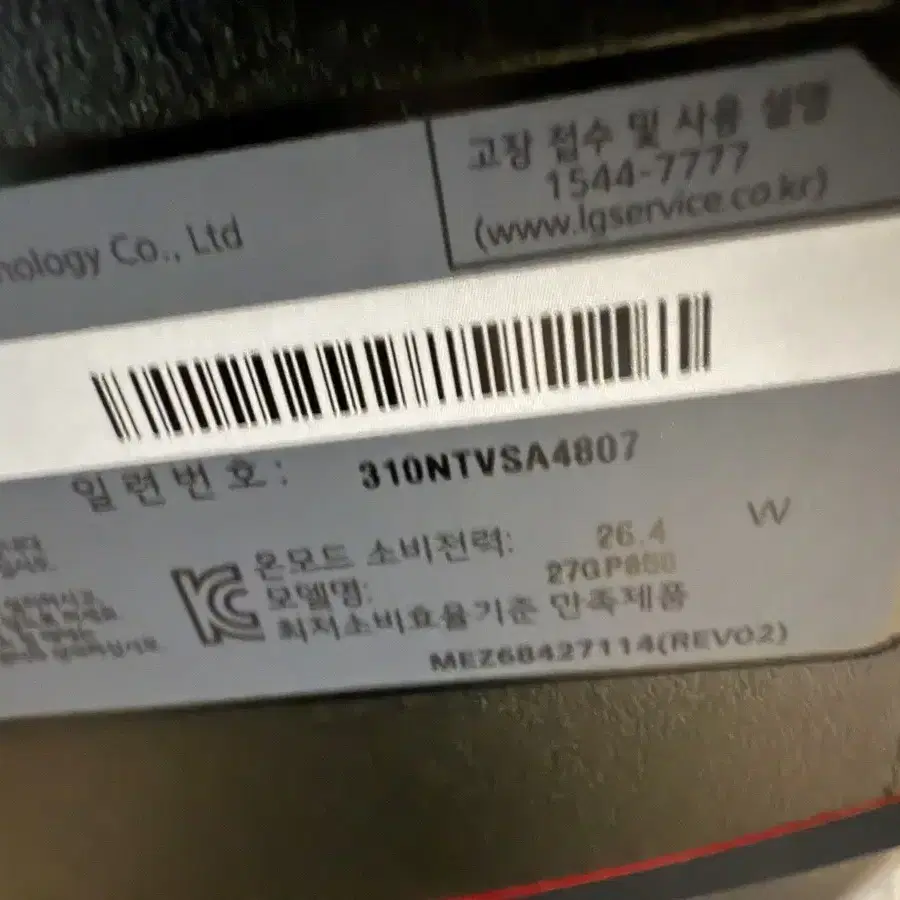 고장 접수 및 사용 설명
1544-7777
(www.lgservice.co.kr)
nology Co., Ltd
일련번호: 310NTVSA4807
온모드 소비전력: 26.4 W
모델명: 27GP850
최저소비효율기준 만족제품
MEZ68427114(REV02)